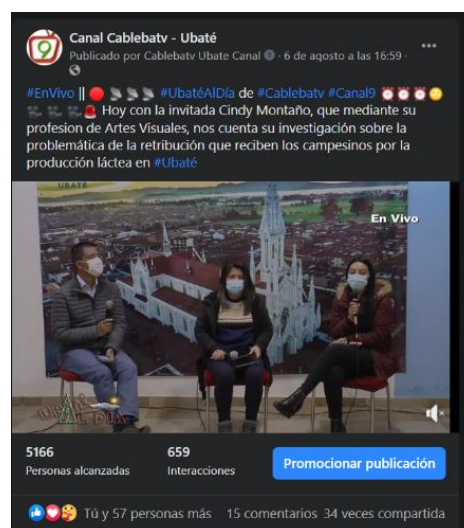 Canal Cablebatv - Ubaté
Publicado por Cablebatv Ubate Canal · 6 de agosto a las 16:59 ·
#EnVivo || #UbatéAlDía de #Cablebatv #Canal9
Hoy con la invitada Cindy Montaño, que mediante su
profesion de Artes Visuales, nos cuenta su investigación sobre la
problemática de la retribución que reciben los campesinos por la
producción láctea en #Ubaté
UBATÉ
En Vivo
AL DÍA
5166
659
Promocionar publicación
Personas alcanzadas
Interacciones
Tú y 57 personas más 15 comentarios 34 veces compartida